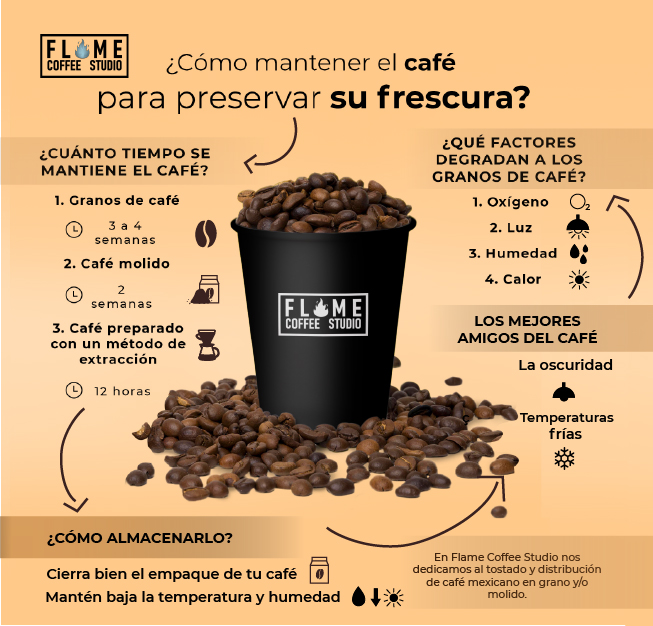 FLAME
COFFEE STUDIO
¿Cómo mantener el café
para preservar su frescura?
¿CUÁNTO TIEMPO SE
MANTIENE EL CAFÉ?
1. Granos de café
3 a 4
semanas
2. Café molido
2
semanas
3. Café preparado
con un método de
extracción
12 horas
¿QUÉ FACTORES
DEGRADAN A LOS
GRANOS DE CAFÉ?
1. Oxígeno
O2
2. Luz
3. Humedad
4. Calor
FLAME
COFFEE STUDIO
LOS MEJORES
AMIGOS DEL CAFÉ
La oscuridad
Temperaturas
frías
¿CÓMO ALMACENARLO?
Cierra bien el empaque de tu café
Mantén baja la temperatura y humedad
En Flame Coffee Studio nos
dedicamos al tostado y distribución
de café mexicano en grano y/o
molido.